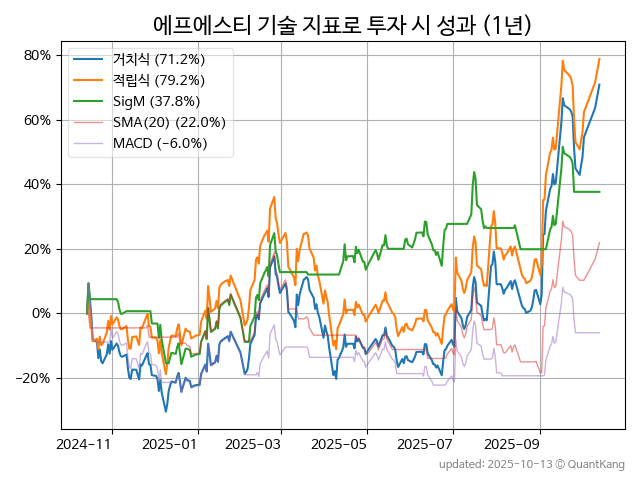 에프에스티 기술 지표로 투자 시 성과 (1년)
80%
60%
40%
20%
0%
−20%
거치식 (71.2%)
적립식 (79.2%)
SigM (37.8%)
SMA(20) (22.0%)
MACD (−6.0%)
2024-11
2025-01
2025-03
2025-05
2025-07
2025-09
updated: 2025-10-13 © QuantKang